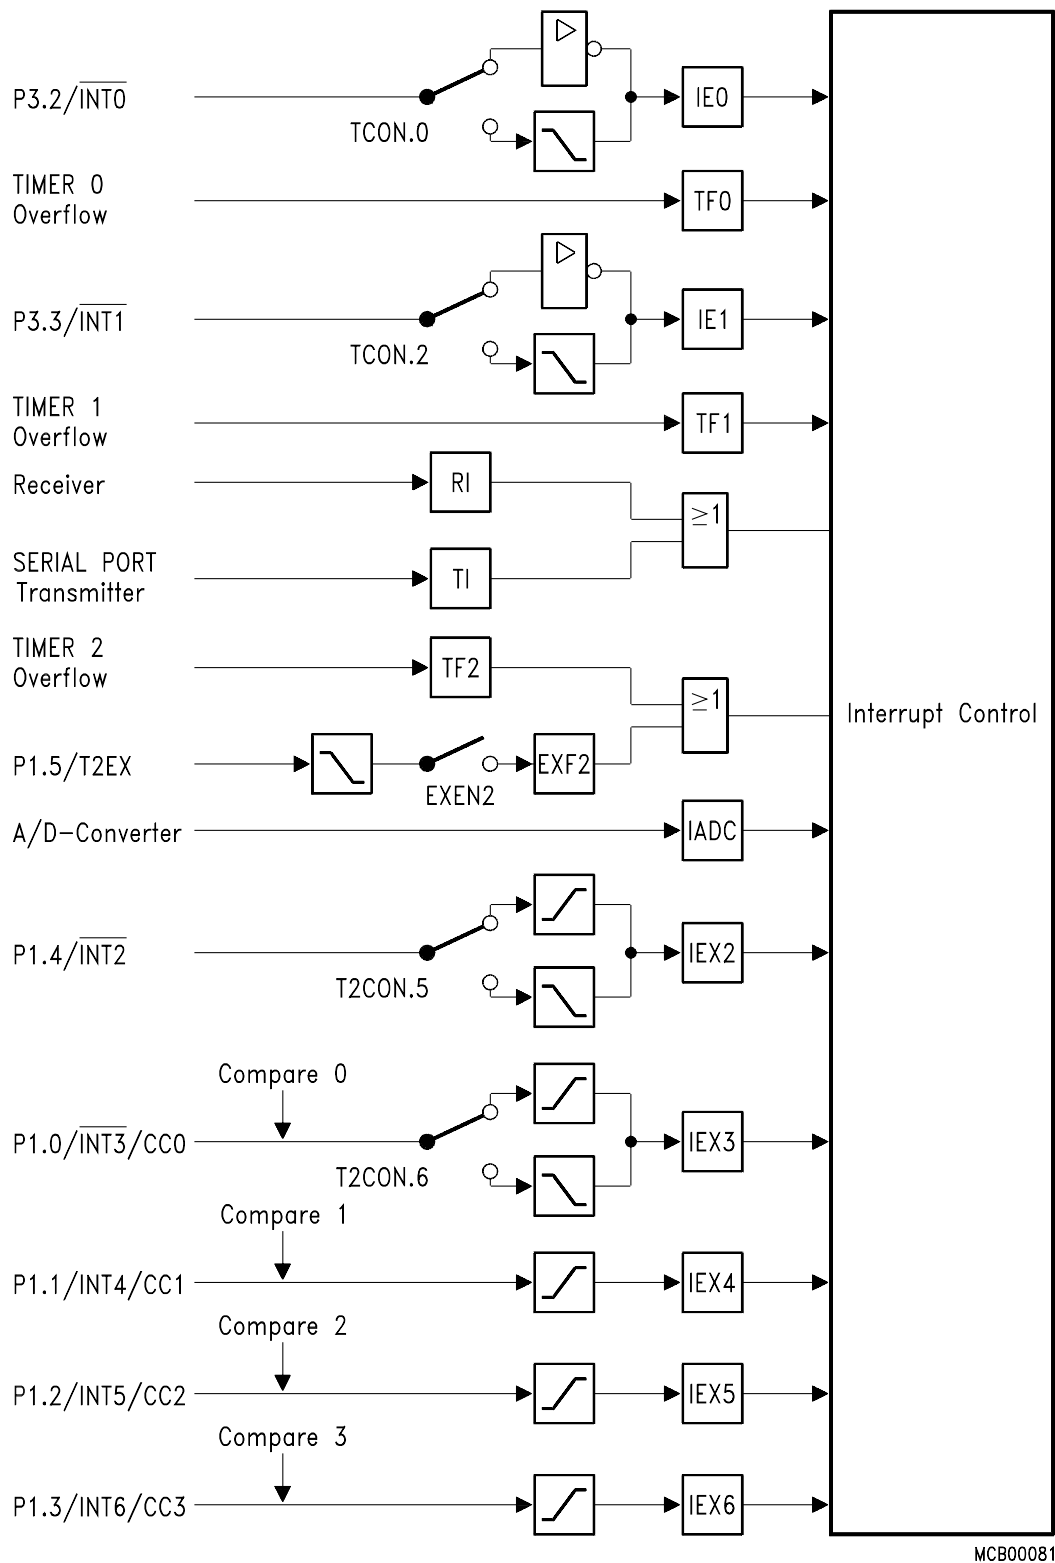 P3.2/INT0
TCON.0
IE0
TIMER 0
Overflow
TF0
P3.3/INT1
TCON.2
IE1
TIMER 1
Overflow
TF1
Receiver
RI
≥1
SERIAL PORT
Transmitter
TI
TIMER 2
Overflow
TF2
≥1
Interrupt Control
P1.5/T2EX
EXEN2
EXF2
A/D-Converter
IADC
P1.4/INT2
T2CON.5
IEX2
Compare 0
P1.0/INT3/CC0
T2CON.6
IEX3
Compare 1
P1.1/INT4/CC1
IEX4
Compare 2
P1.2/INT5/CC2
IEX5
Compare 3
P1.3/INT6/CC3
IEX6
MCB00081